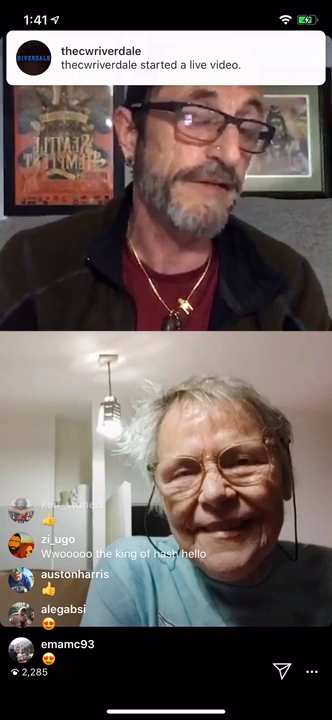 1:41
RIVERDALE
thecwriverdale
thecwriverdale started a live video.
SEATTLE
HEMPFEST
zi_ugo
Wwooooo the king of hash hello
austonharris
alegabsi
emamc93
2,285